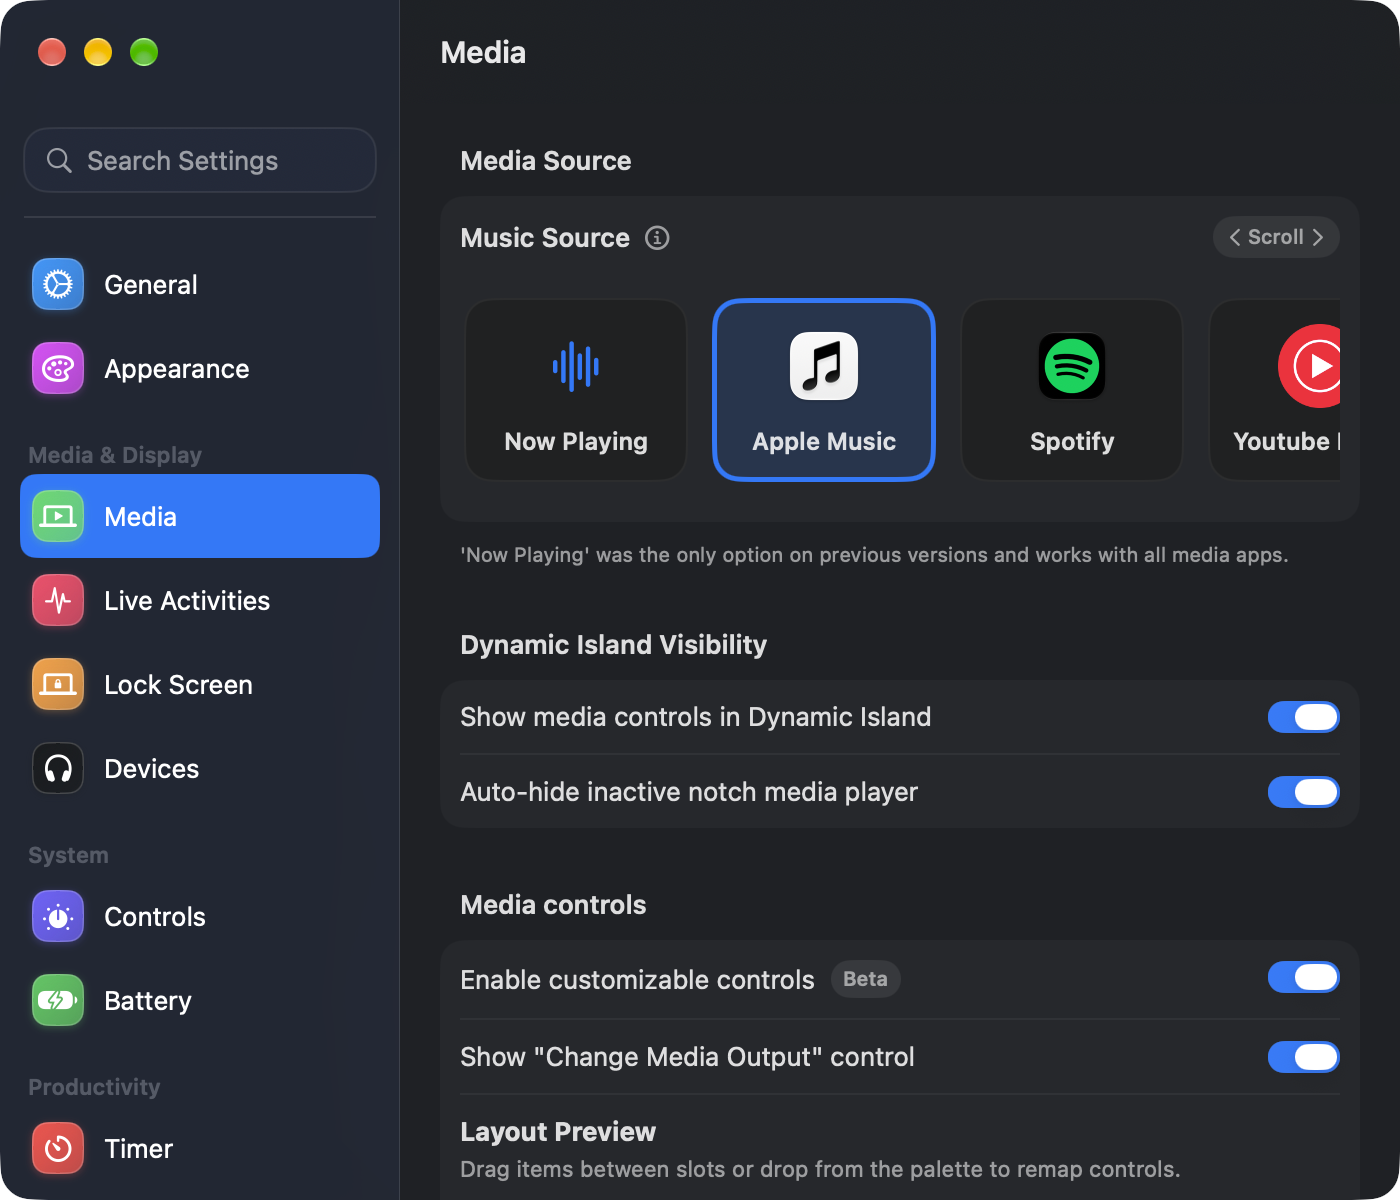 Search Settings
General
Appearance
Media & Display
Media
Live Activities
Lock Screen
Devices
System
Controls
Battery
Productivity
Timer
Media
Media Source
Music Source
Scroll
Now Playing
Apple Music
Spotify
Youtube
'Now Playing' was the only option on previous versions and works with all media apps.
Dynamic Island Visibility
Show media controls in Dynamic Island
Auto-hide inactive notch media player
Media controls
Enable customizable controls Beta
Show "Change Media Output" control
Layout Preview
Drag items between slots or drop from the palette to remap controls.